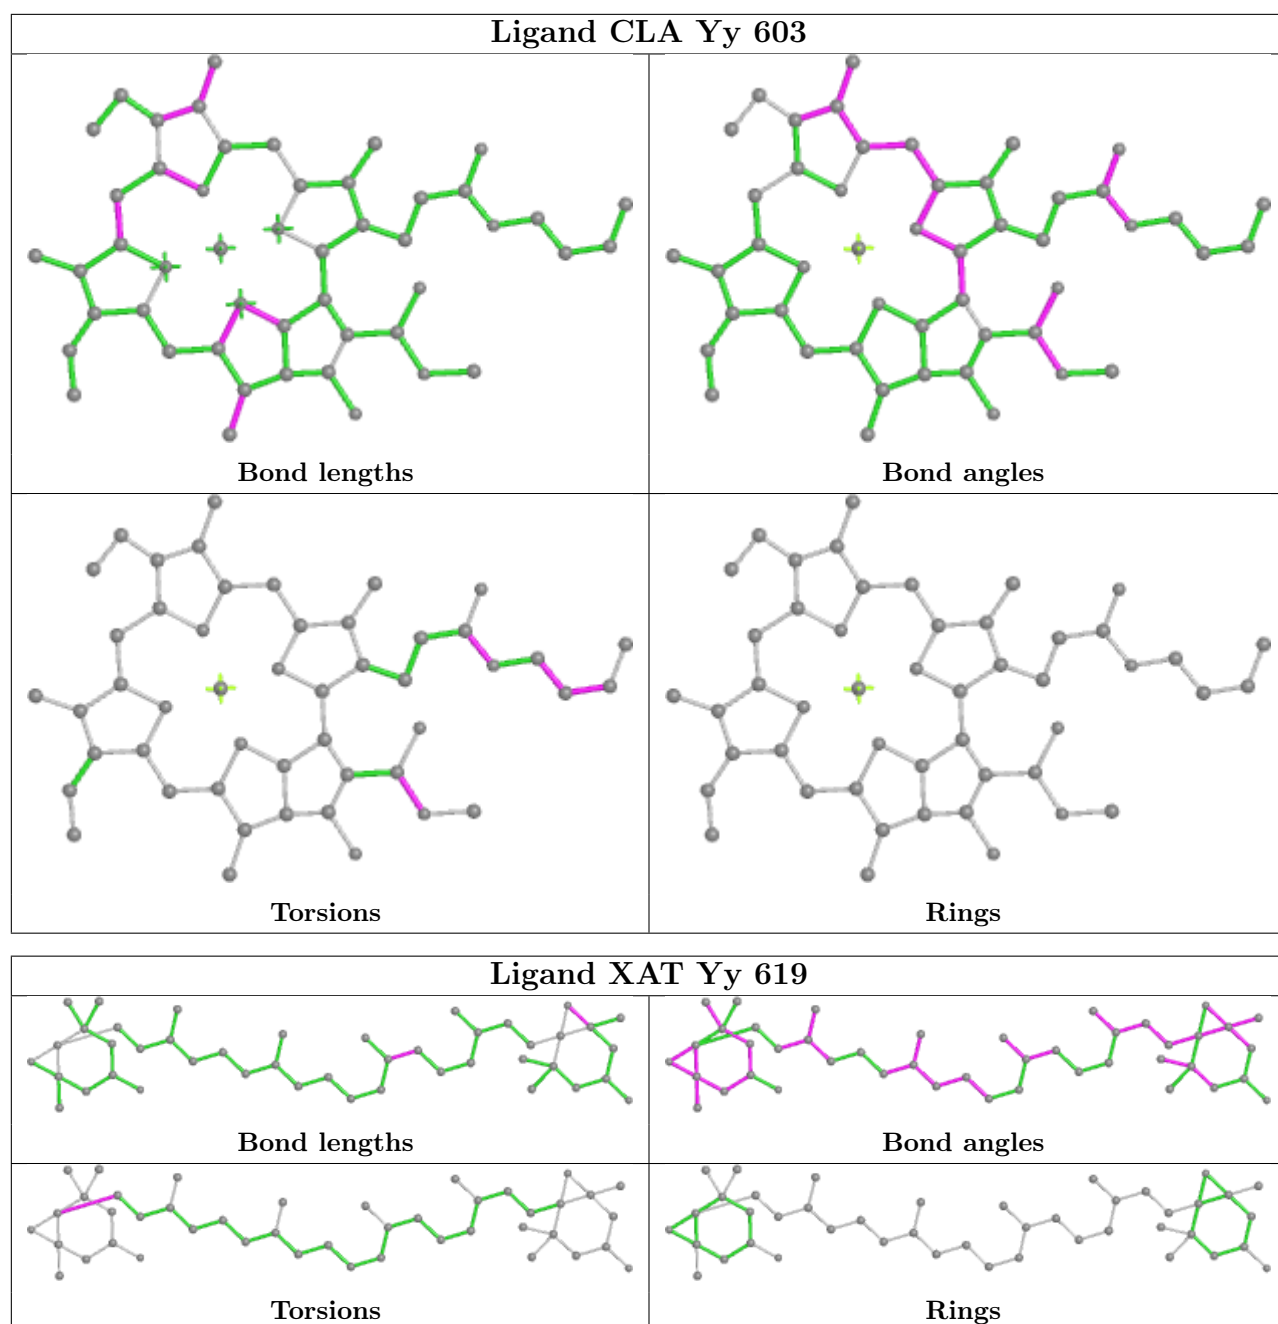 Ligand CLA Yy 603
Bond lengths
Bond angles
Torsions
Rings
Ligand XAT Yy 619
Bond lengths
Bond angles
Torsions
Rings